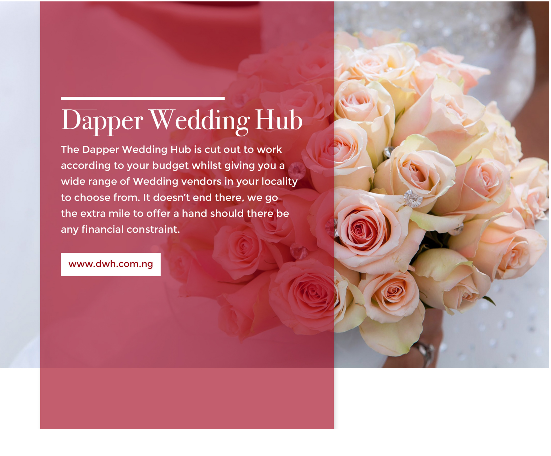 Dapper Wedding Hub
The Dapper Wedding Hub is cut out to work
according to your budget whilst giving you a
wide range of Wedding vendors in your locality
to choose from. It doesn't end there, we go
the extra mile to offer a hand should there be
any financial constraint.
www.dwh.com.ng